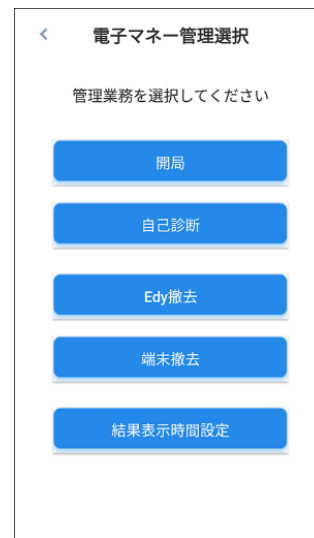 電子マネー管理選択
管理業務を選択してください
開局
自己診断
Edy撤去
端末撤去
結果表示時間設定